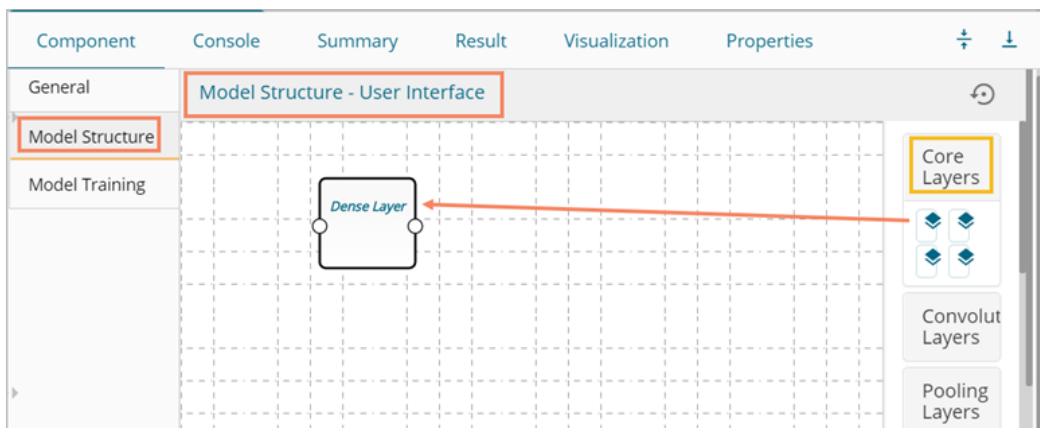 Component Console Summary Result Visualization Properties
General
Model Structure - User Interface
Model Structure
Model Training
Dense Layer
Core
Layers
Convolut
Layers
Pooling
Layers